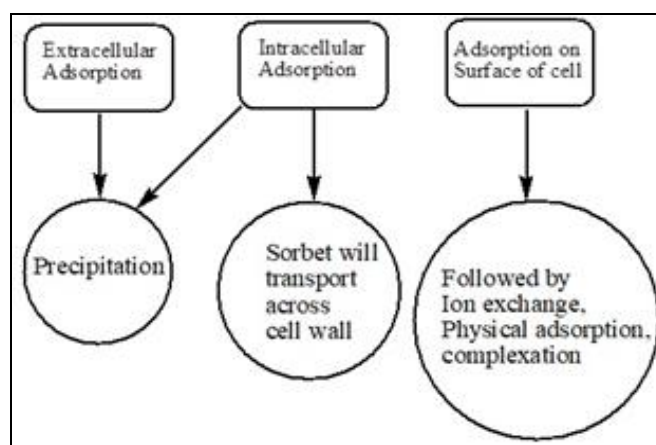 Extracellular
Adsorption
Intracellular
Adsorption
Adsorption on
Surface of cell
Precipitation
Sorbet will
transport
across
cell wall
Followed by
Ion exchange,
Physical adsorption,
complexation